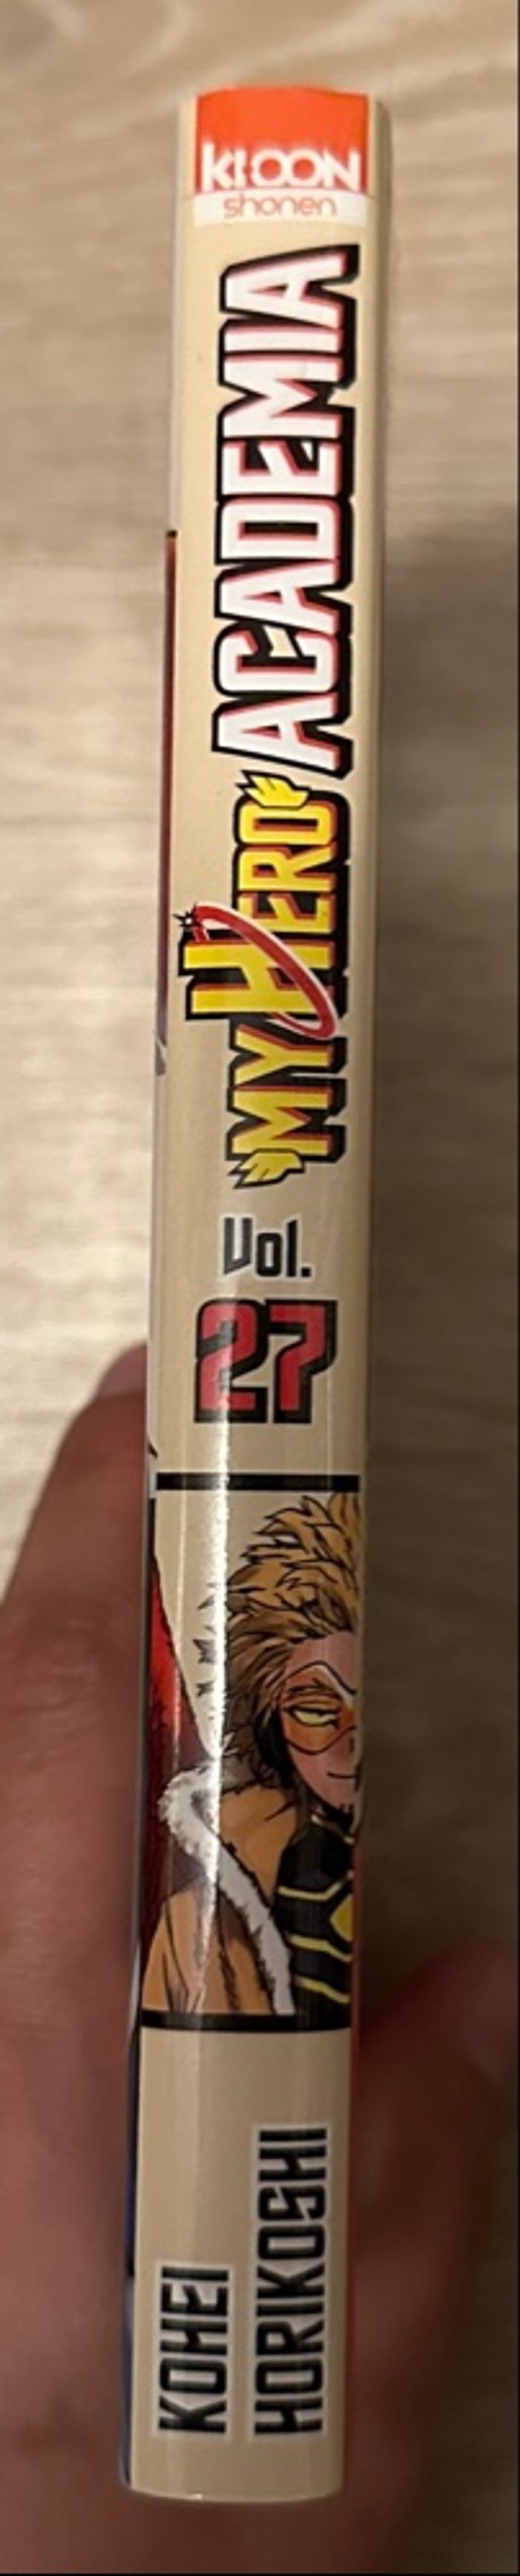 KI-OON
shonen
MY HERO ACADEMIA
Vol.
27
KOHEI
HORIKOSHI